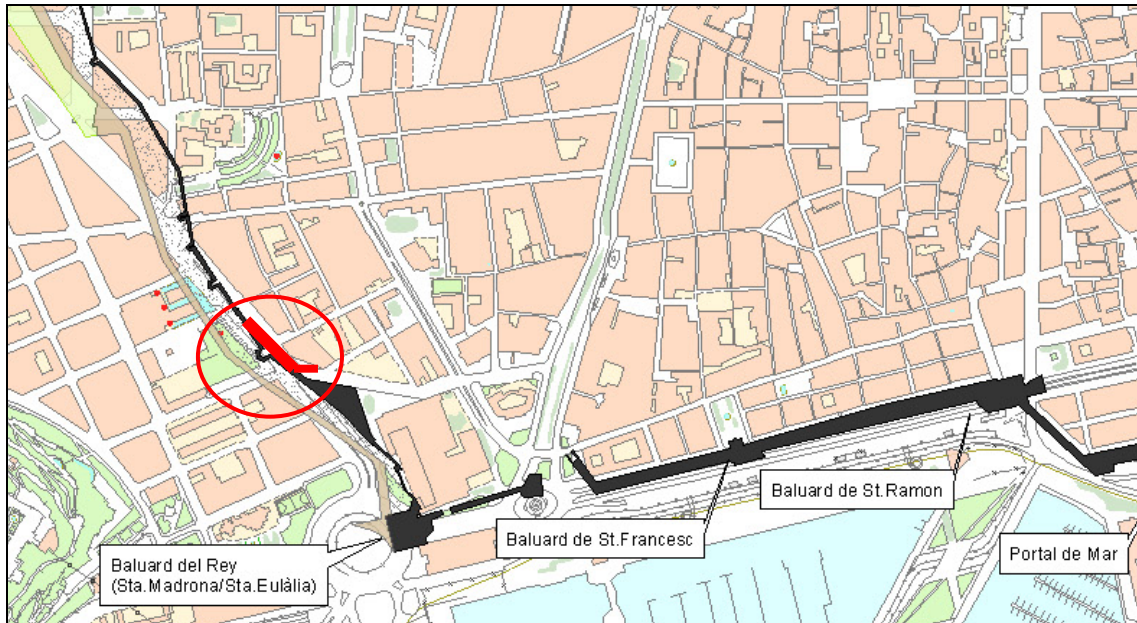 Baluard del Rey
(Sta.Madrona/Sta.Eulàlia)
Baluard de St.Francesc
Baluard de St.Ramon
Portal de Mar